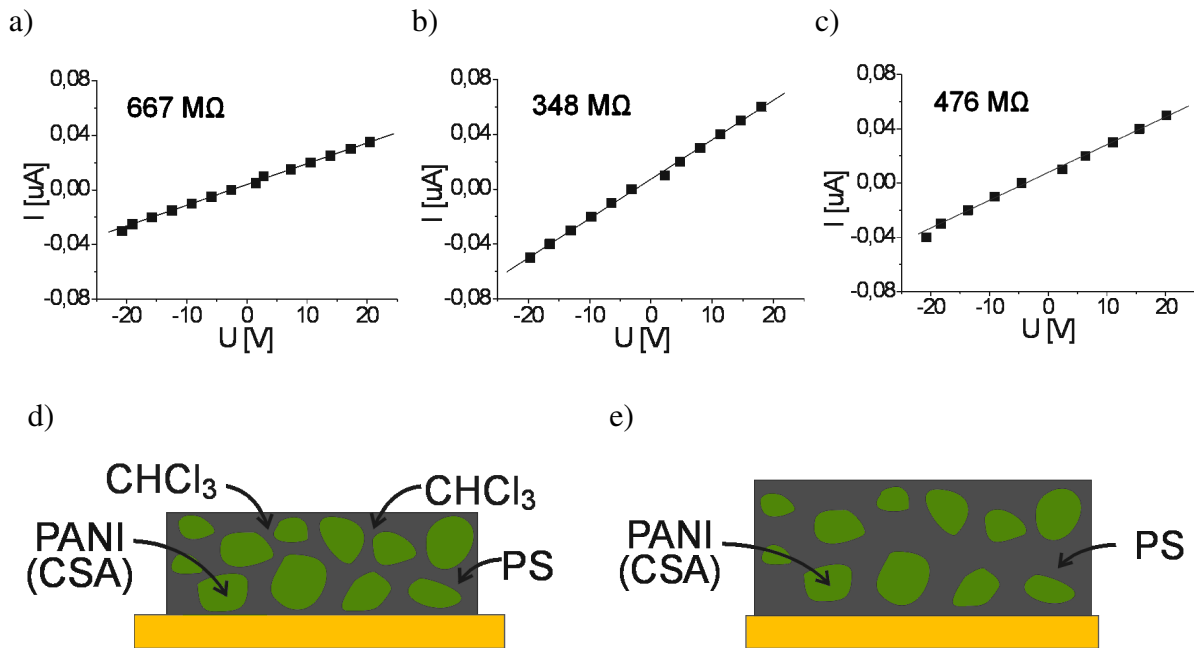 a)
b)
c)
667 MΩ
348 MΩ
476 MΩ
I [uA]
0,08
0,04
0,00
-0,04
-0,08
-20
-10
0
10
20
U [V]
I [uA]
0,08
0,04
0,00
-0,04
-0,08
-20
-10
0
10
20
U [V]
I [uA]
0,08
0,04
0,00
-0,04
-0,08
-20
-10
0
10
20
U [V]
d)
CHCl₃
CHCl₃
PANI
(CSA)
PS
e)
PANI
(CSA)
PS